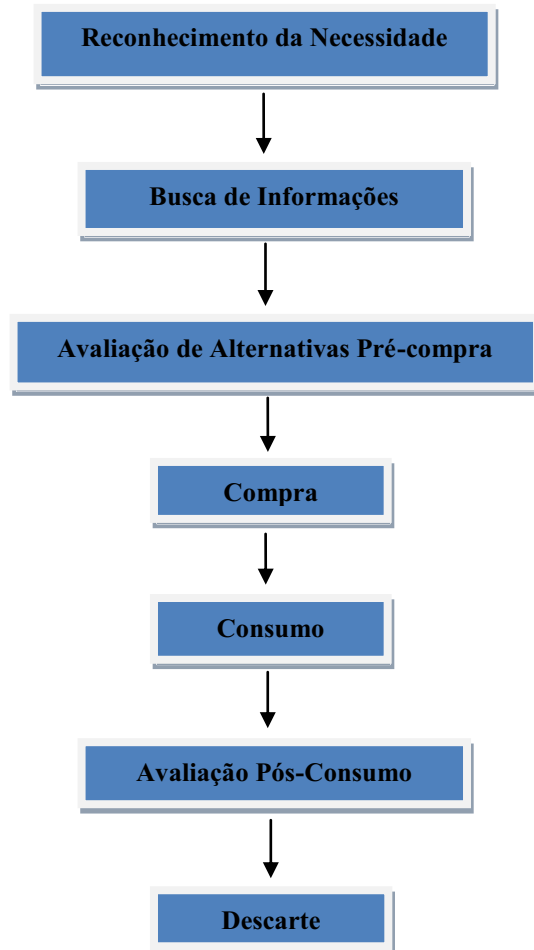 Reconhecimento da Necessidade
Busca de Informações
Avaliação de Alternativas Pré-compra
Compra
Consumo
Avaliação Pós-Consumo
Descarte